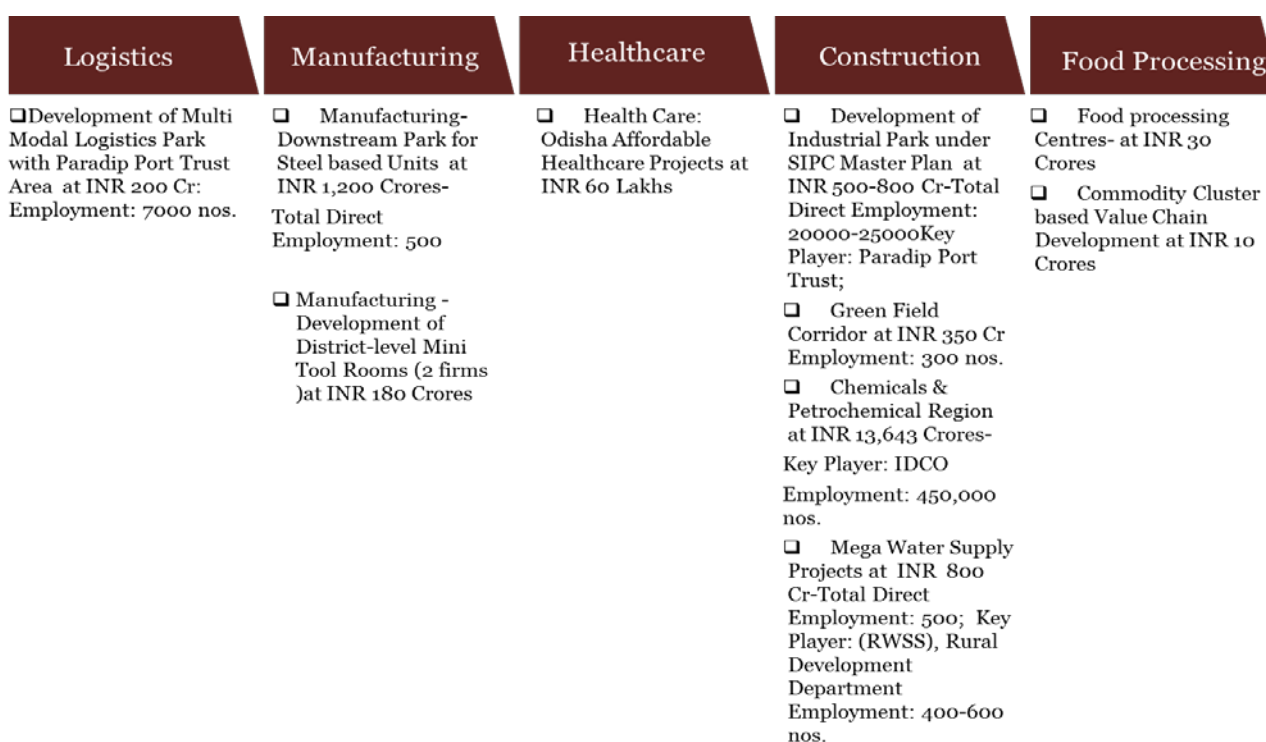 Logistics
❑Development of Multi
Modal Logistics Park
with Paradip Port Trust
Area at INR 200 Cr:
Employment: 7000 nos.
Manufacturing
❑ Manufacturing-
Downstream Park for
Steel based Units at
INR 1,200 Crores-
Total Direct
Employment: 500
❑ Manufacturing -
Development of
District-level Mini
Tool Rooms (2 firms
)at INR 180 Crores
Healthcare
❑ Health Care:
Odisha Affordable
Healthcare Projects at
INR 60 Lakhs
Construction
❑ Development of
Industrial Park under
SIPC Master Plan at
INR 500-800 Cr-Total
Direct Employment:
20000-25000Key
Player: Paradip Port
Trust;
❑ Green Field
Corridor at INR 350 Cr
Employment: 300 nos.
❑ Chemicals &
Petrochemical Region
at INR 13,643 Crores-
Key Player: IDCO
Employment: 450,000
nos.
❑ Mega Water Supply
Projects at INR 800
Cr-Total Direct
Employment: 500; Key
Player: (RWSS), Rural
Development
Department
Employment: 400-600
nos.
Food Processing
❑ Food processing
Centres- at INR 30
Crores
❑ Commodity Cluster
based Value Chain
Development at INR 10
Crores